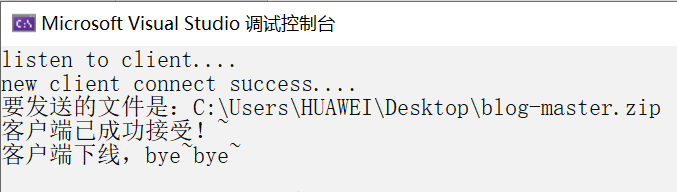 Microsoft Visual Studio 调试控制台
listen to client....
new client connect success....
要发送的文件是：C:\Users\HUAWEI\Desktop\blog-master.zip
客户端已成功接受！~
客户端下线，bye~bye~